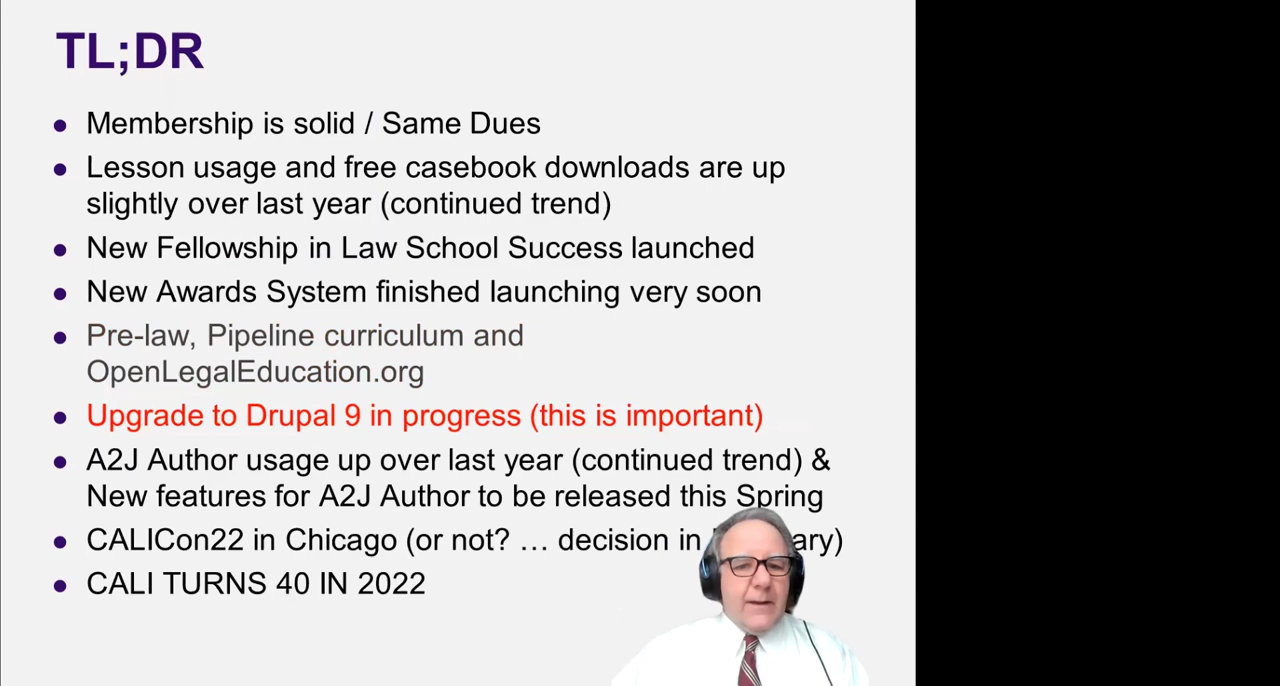 TL;DR
Membership is solid / Same Dues
Lesson usage and free casebook downloads are up
slightly over last year (continued trend)
New Fellowship in Law School Success launched
New Awards System finished launching very soon
Pre-law, Pipeline curriculum and
OpenLegalEducation.org
Upgrade to Drupal 9 in progress (this is important)
A2J Author usage up over last year (continued trend) &
New features for A2J Author to be released this Spring
CALICon22 in Chicago (or not? … decision in
CALI TURNS 40 IN 2022